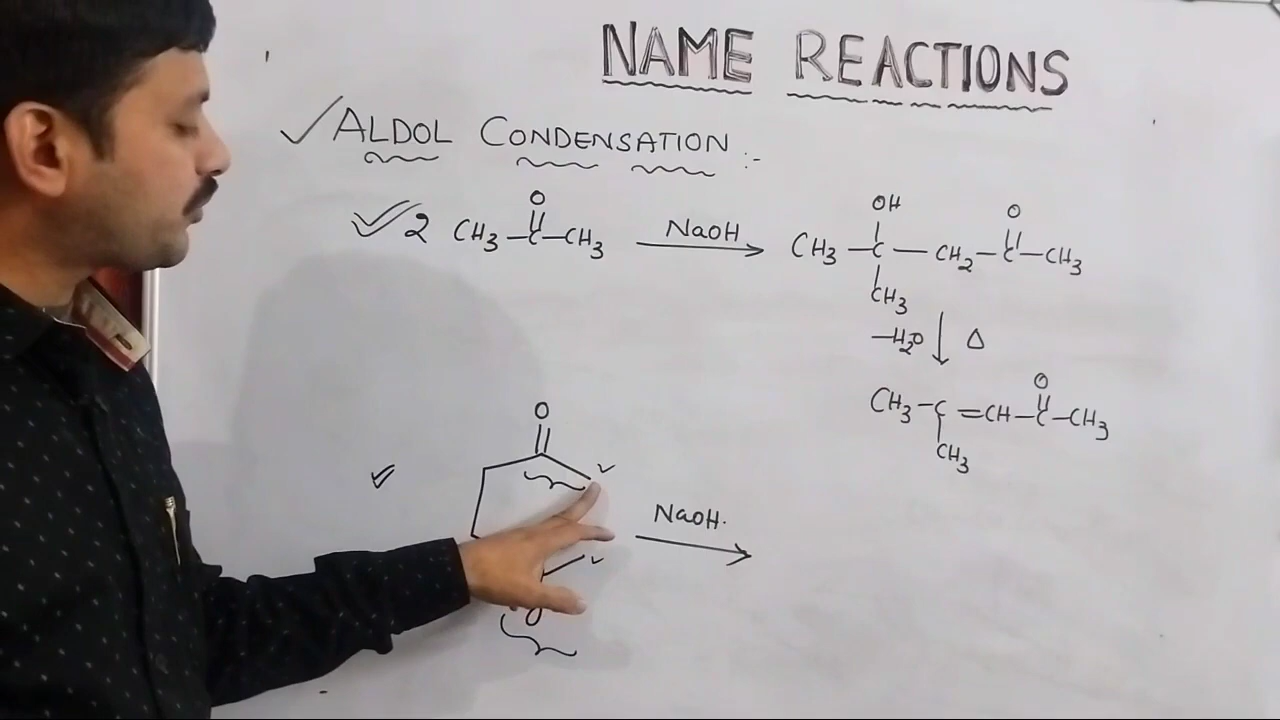 NAME REACTIONS
ALDOL CONDENSATION :-
O
2 CH₃—C—CH₃ NaOH
OH O
CH₃—C—CH₂—C—CH₃
CH₃
—H₂O Δ
O
CH₃—C=CH—C—CH₃
CH₃
O
NaOH.
O